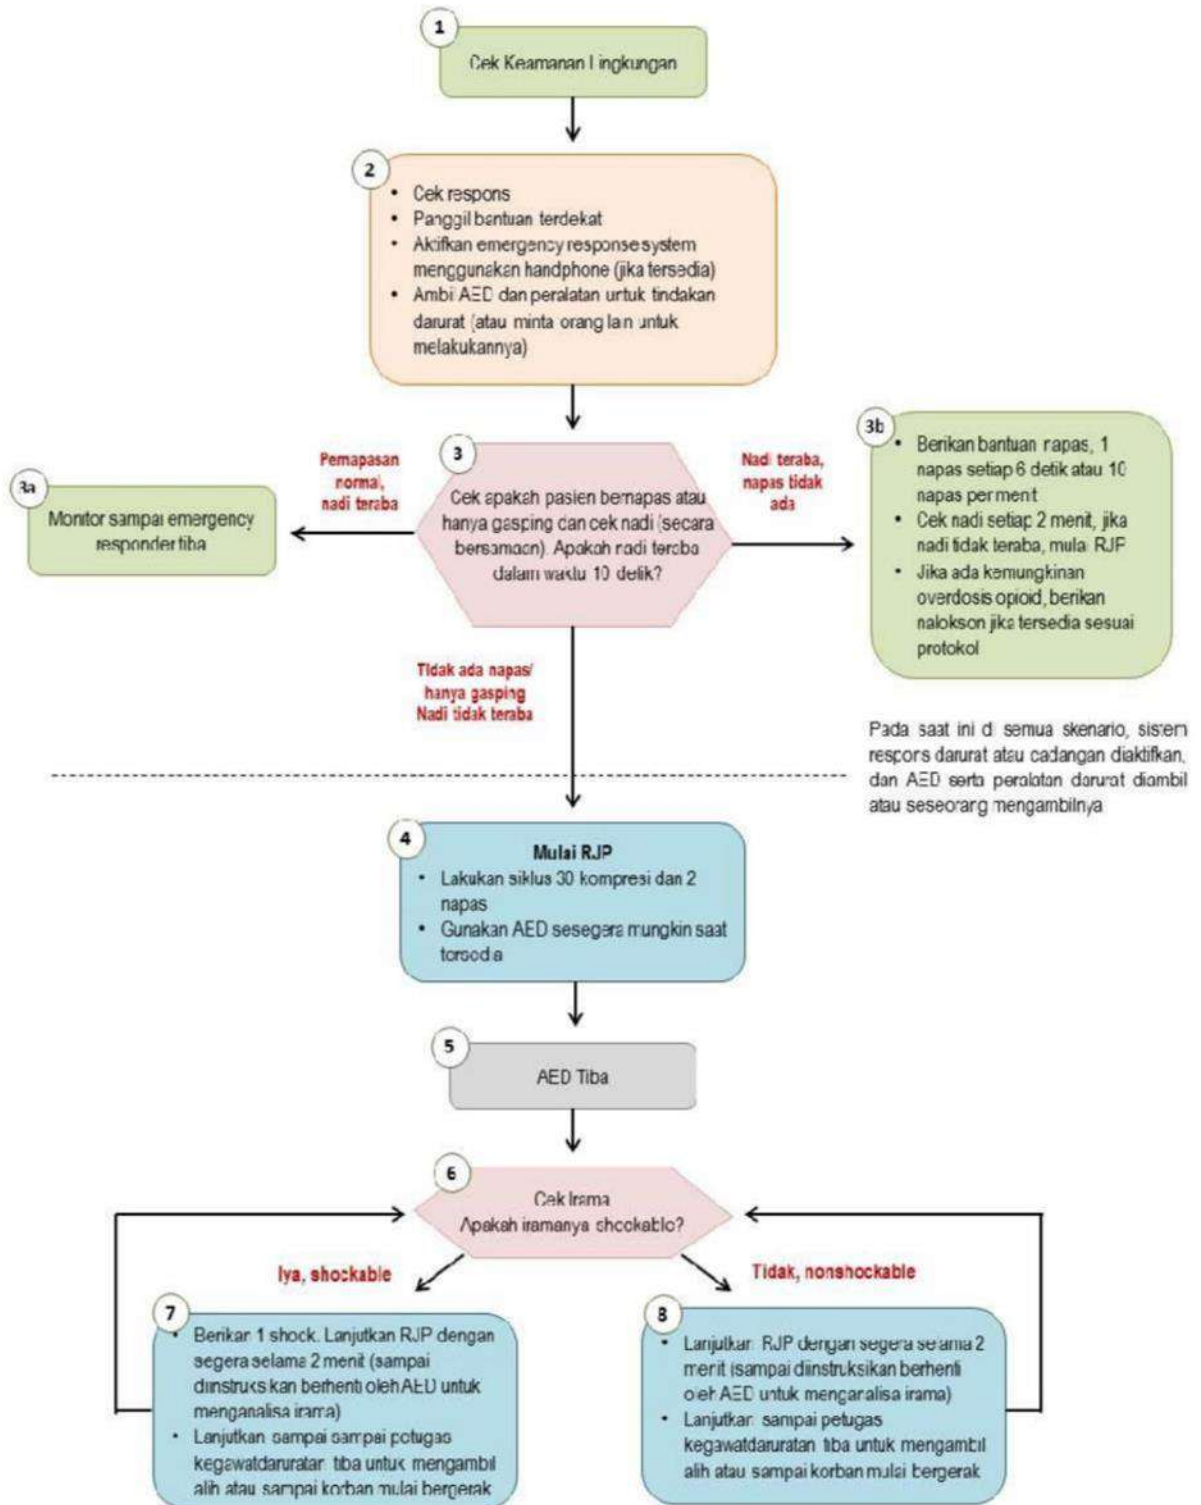 1
Cek Keamanan Lingkungan
2
• Cek respons
• Panggil bantuan terdekat
• Aktifkan emergency response system
menggunakan handphone (jika tersedia)
• Ambil AED dan peralatan untuk tindakan
darurat (atau minta orang lain untuk
melakukannya)
3
Cek apakah pasien bernapas atau
hanya gasping dan cek nadi (secara
bersamaan). Apakah nadi teraba
dalam waktu 10 detik?
Pernapasan
normal,
nadi teraba
3a
Monitor sampai emergency
responder tiba
Nadi teraba,
napas tidak
ada
3b
• Berikan bantuan napas, 1
napas setiap 6 detik atau 10
napas per menit
• Cek nadi setiap 2 menit, jika
nadi tidak teraba, mulai RJP
• Jika ada kemungkinan
overdosis opioid, berikan
nalokson jika tersedia sesuai
protokol
Tidak ada napas/
hanya gasping
Nadi tidak teraba
Pada saat ini di semua skenario, sistem
respons darurat atau cadangan diaktifkan,
dan AED serta peralatan darurat diambil
atau seseorang mengambilnya
4
Mulai RJP
• Lakukan siklus 30 kompresi dan 2
napas
• Gunakan AED sesegera mungkin saat
tersedia
5
AED Tiba
6
Cek Irama
Apakah iramanya shockable?
Iya, shockable
7
• Berikan 1 shock. Lanjutkan RJP dengan
segera selama 2 menit (sampai
diinstruksikan berhenti oleh AED untuk
menganalisa irama)
• Lanjutkan sampai sampai petugas
kegawatdaruratan tiba untuk mengambil
alih atau sampai korban mulai bergerak
Tidak, nonshockable
8
• Lanjutkan RJP dengan segera selama 2
menit (sampai diinstruksikan berhenti
oleh AED untuk menganalisa irama)
• Lanjutkan sampai petugas
kegawatdaruratan tiba untuk mengambil
alih atau sampai korban mulai bergerak